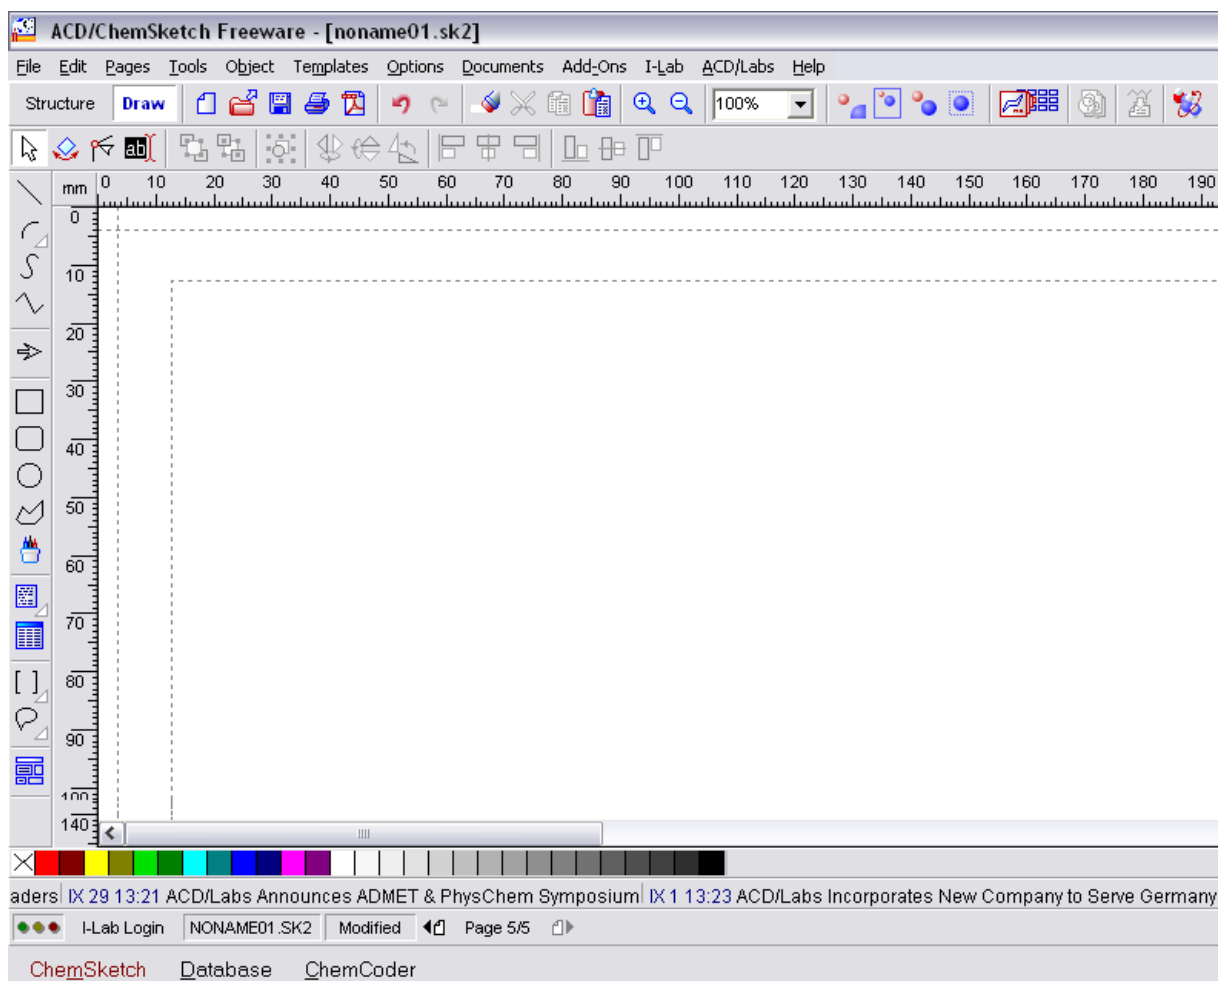 ACD/ChemSketch Freeware - [noname01.sk2]
File Edit Pages Tools Object Templates Options Documents Add-Ons I-Lab ACD/Labs Help
Structure Draw 100%
ab
mm 0 10 20 30 40 50 60 70 80 90 100 110 120 130 140 150 160 170 180 190
0
10
20
30
40
50
60
70
[ ] 80
90
100
140
aders IX 29 13:21 ACD/Labs Announces ADMET & PhysChem Symposium IX 1 13:23 ACD/Labs Incorporates New Company to Serve Germany
I-Lab Login NONAME01.SK2 Modified Page 5/5
ChemSketch Database ChemCoder